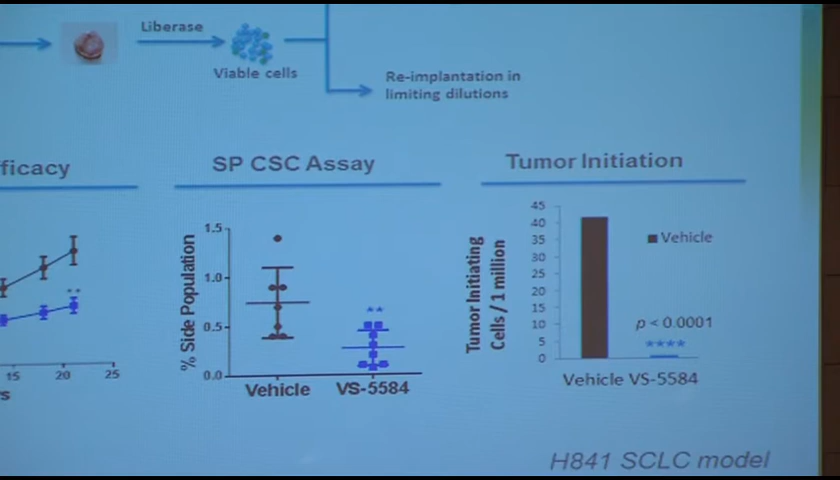 Liberase
Viable cells
Re-implantation in
limiting dilutions
ficacy
SP CSC Assay
Tumor Initiation
% Side Population
1.5
1.0
0.5
0.0
**
Vehicle VS-5584
15 20 25
s
**
Tumor Initiating
Cells / 1 million
45
40
35
30
25
20
15
10
5
0
Vehicle
p < 0.0001
****
Vehicle VS-5584
H841 SCLC model